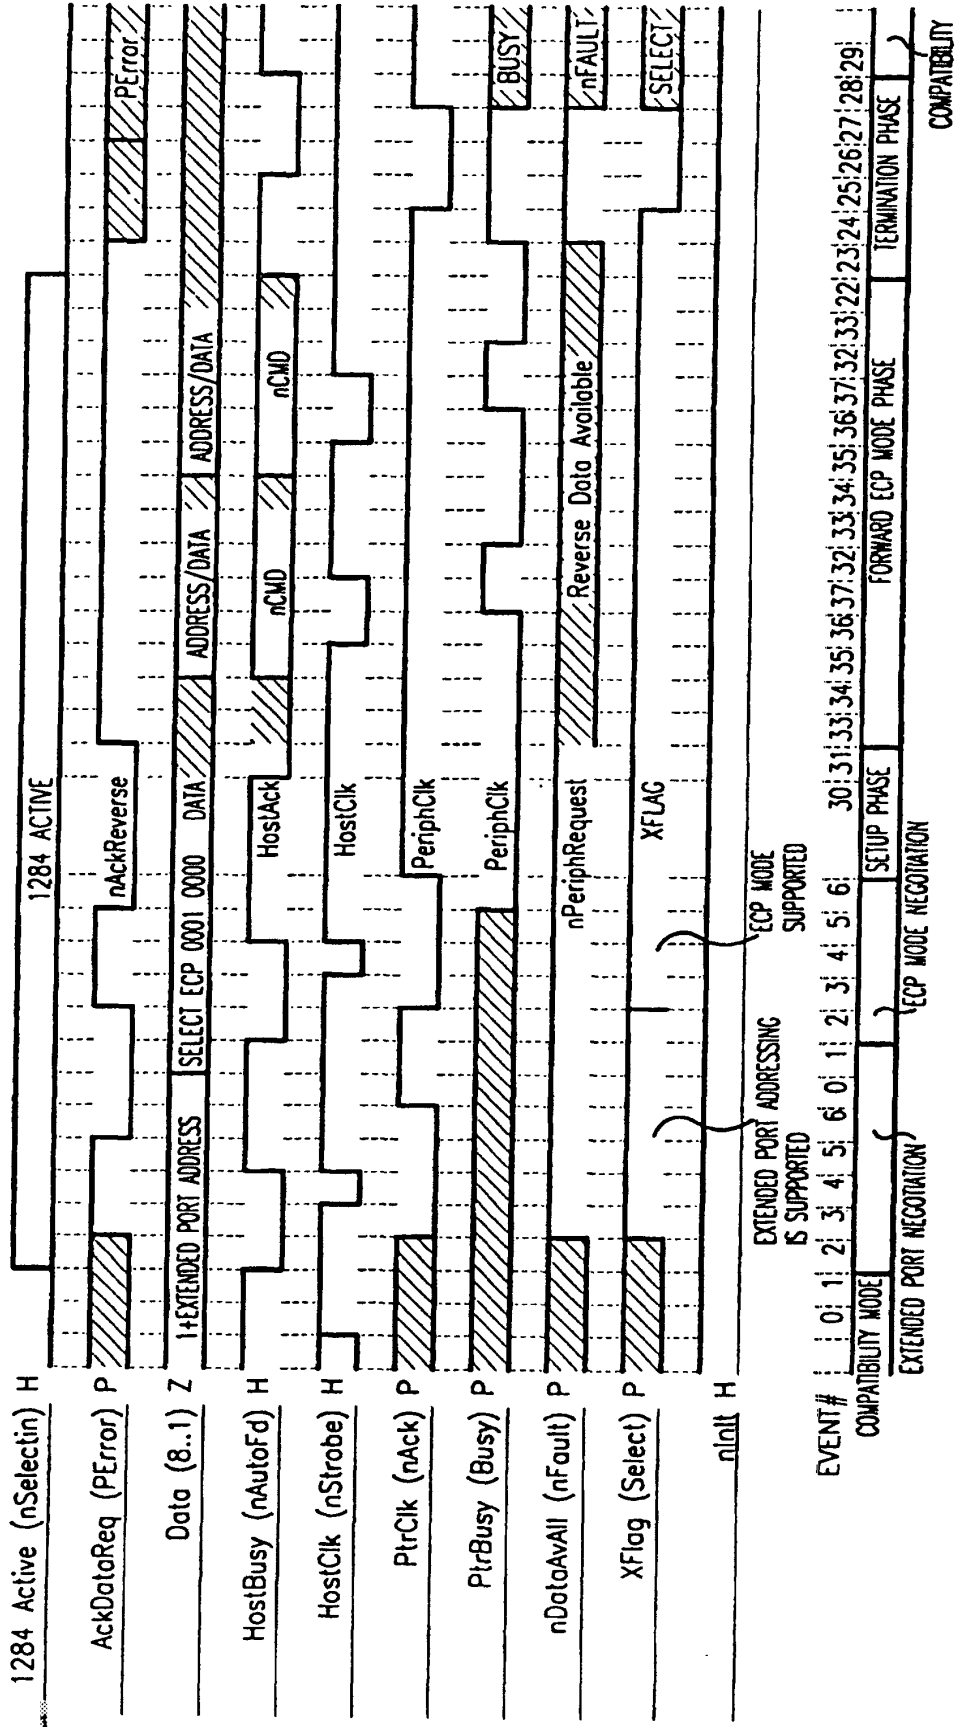 1284 Active (nSelectin) H
1284 ACTIVE
AckDataReq (PError) P
nAckReverse
PError
Data (8..1) Z
1+EXTENDED PORT ADDRESS
SELECT ECP 0001 0000
DATA
ADDRESS/DATA
ADDRESS/DATA
HostBusy (nAutoFd) H
HostAck
nCMD
nCMD
HostClk (nStrobe) H
HostClk
PtrClk (nAck) P
PeriphClk
PtrBusy (Busy) P
PeriphClk
BUSY
nDataAvAll (nFault) P
nPeriphRequest
Reverse Data Available
nFAULT
XFlag (Select) P
XFLAG
SELECT
nInIt H
EXTENDED PORT ADDRESSING
IS SUPPORTED
ECP MODE
SUPPORTED
EVENT# 0 1 2 3 4 5 6 0 1 2 3 4 5 6 30 31 33 34 35 36 37 32 33 34 35 36 37 32 33 22 23 24 25 26 27 28 29
COMPATIBILITY MODE
SETUP PHASE
FORWARD ECP MODE PHASE
TERMINATION PHASE
EXTENDED PORT NEGOTIATION
ECP MODE NEGOTIATION
COMPATIBILITY